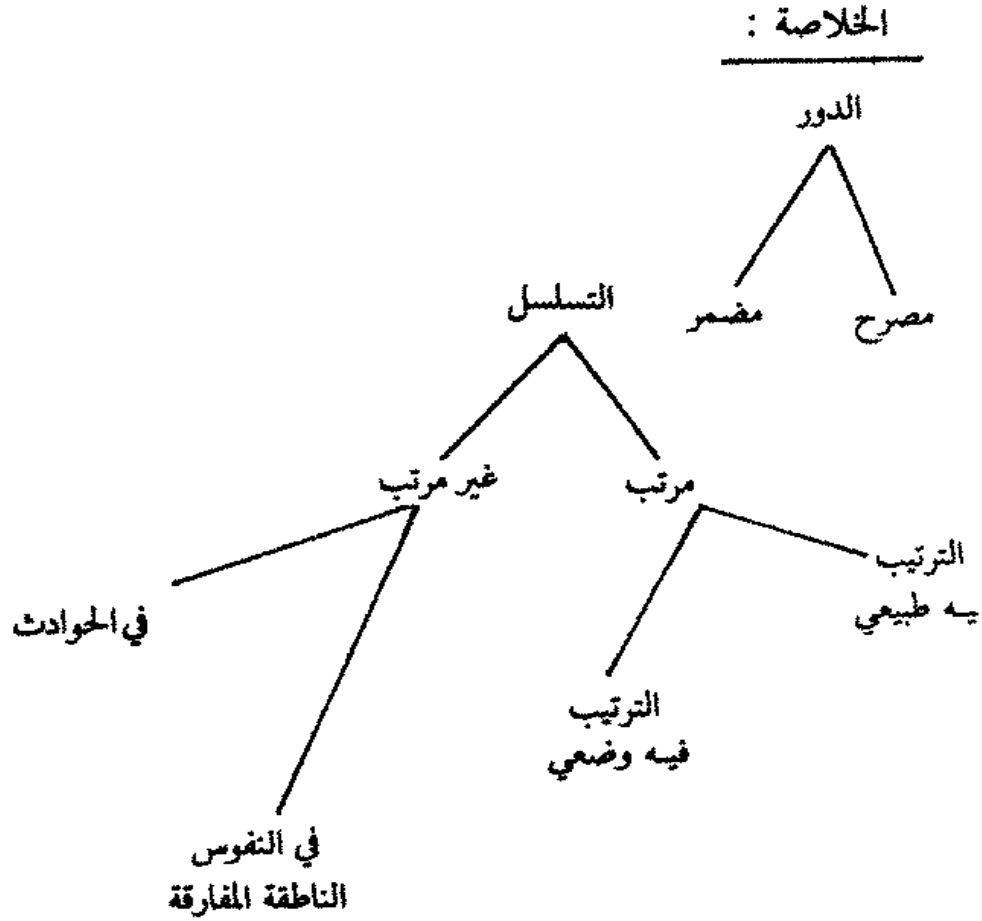 الخلاصة :
الدور
مصرح
مضمر
التسلسل
مرتب
غير مرتب
الترتيب
يه طبيعي
الترتيب
فيه وضعي
في الحوادث
في النفوس
الناطقة المفارقة